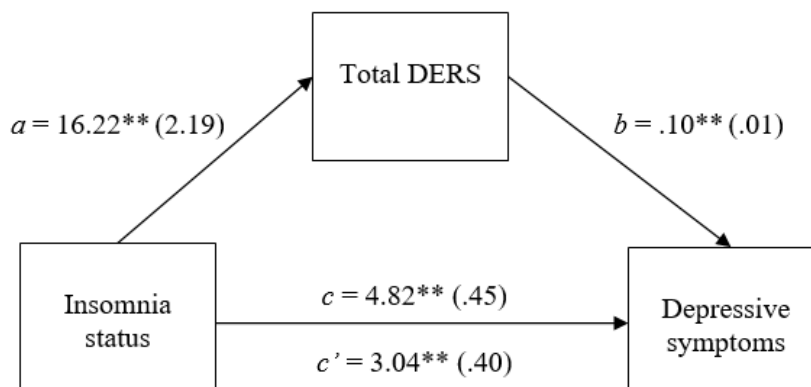 Total DERS
a = 16.22** (2.19)
b = .10** (.01)
Insomnia
status
c = 4.82** (.45)
c’ = 3.04** (.40)
Depressive
symptoms